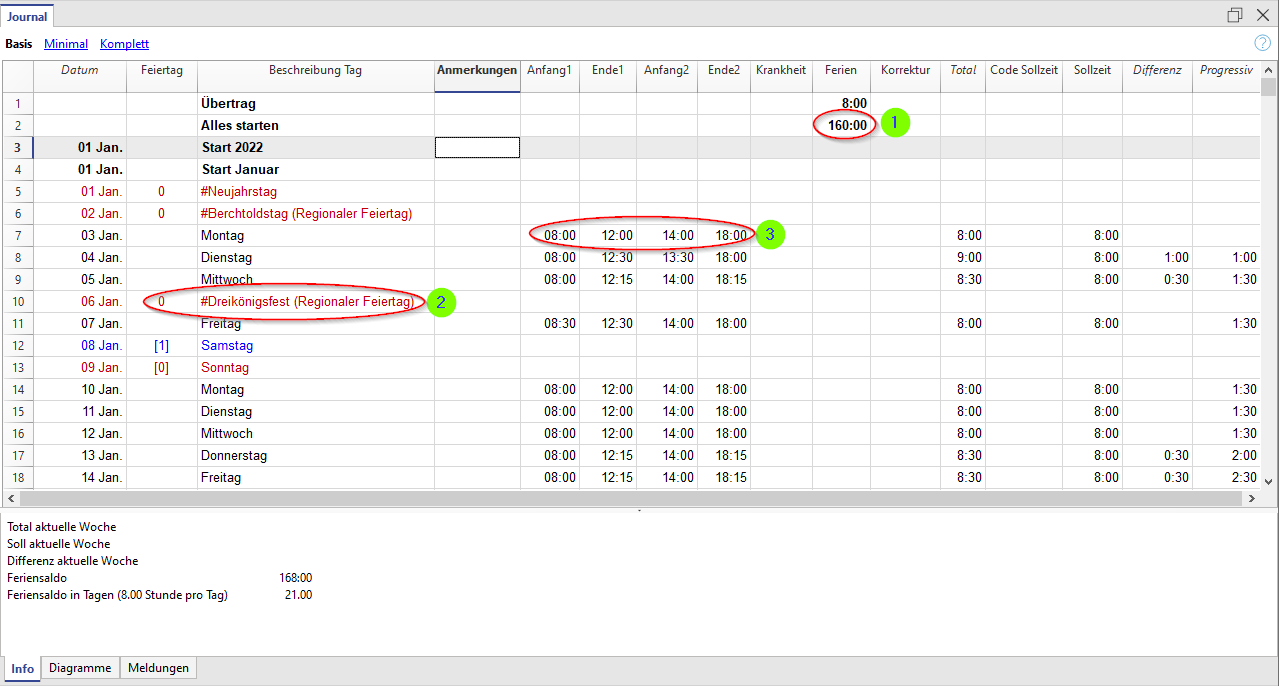 Journal
Basis Minimal Komplett ?
Datum Feiertag Beschreibung Tag Anmerkungen Anfang1 Ende1 Anfang2 Ende2 Krankheit Ferien Korrektur Total Code Sollzeit Sollzeit Differenz Progressiv
1 Übertrag 8:00
2 Alles starten 160:00 1
3 01 Jan. Start 2022
4 01 Jan. Start Januar
5 01 Jan. 0 #Neujahrstag
6 02 Jan. 0 #Berchtoldstag (Regionaler Feiertag)
7 03 Jan. Montag 08:00 12:00 14:00 18:00 3 8:00 8:00
8 04 Jan. Dienstag 08:00 12:30 13:30 18:00 9:00 8:00 1:00 1:00
9 05 Jan. Mittwoch 08:00 12:15 14:00 18:15 8:30 8:00 0:30 1:30
10 06 Jan. 0 #Dreikönigsfest (Regionaler Feiertag) 2
11 07 Jan. Freitag 08:30 12:30 14:00 18:00 8:00 8:00 1:30
12 08 Jan. [1] Samstag
13 09 Jan. [0] Sonntag
14 10 Jan. Montag 08:00 12:00 14:00 18:00 8:00 8:00 1:30
15 11 Jan. Dienstag 08:00 12:00 14:00 18:00 8:00 8:00 1:30
16 12 Jan. Mittwoch 08:00 12:00 14:00 18:00 8:00 8:00 1:30
17 13 Jan. Donnerstag 08:00 12:15 14:00 18:15 8:30 8:00 0:30 2:00
18 14 Jan. Freitag 08:00 12:15 14:00 18:15 8:30 8:00 0:30 2:30
Total aktuelle Woche
Soll aktuelle Woche
Differenz aktuelle Woche
Feriensaldo 168:00
Feriensaldo in Tagen (8.00 Stunde pro Tag) 21.00
Info Diagramme Meldungen